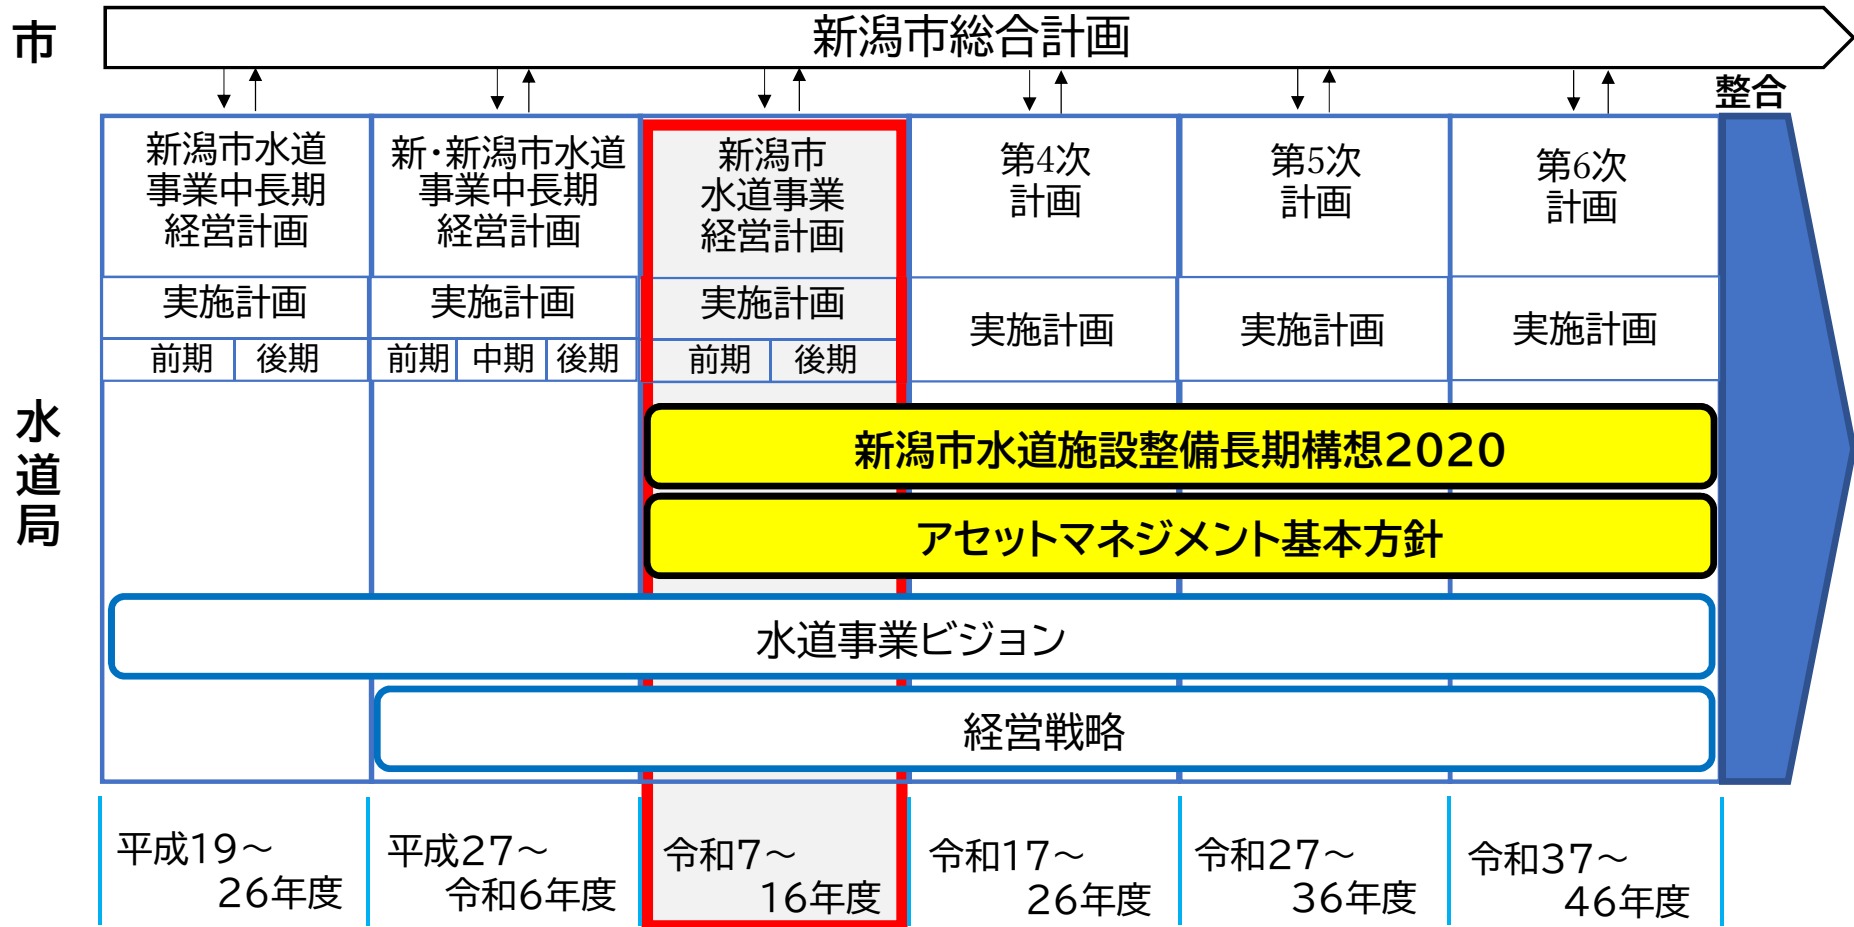 市
新潟市総合計画
整合
新潟市水道
事業中長期
経営計画
新・新潟市水道
事業中長期
経営計画
新潟市
水道事業
経営計画
第4次
計画
第5次
計画
第6次
計画
実施計画
実施計画
実施計画
実施計画
実施計画
実施計画
前期
後期
前期
中期
後期
前期
後期
水道局
新潟市水道施設整備長期構想2020
アセットマネジメント基本方針
水道事業ビジョン
経営戦略
平成19～
26年度
平成27～
令和6年度
令和7～
16年度
令和17～
26年度
令和27～
36年度
令和37～
46年度